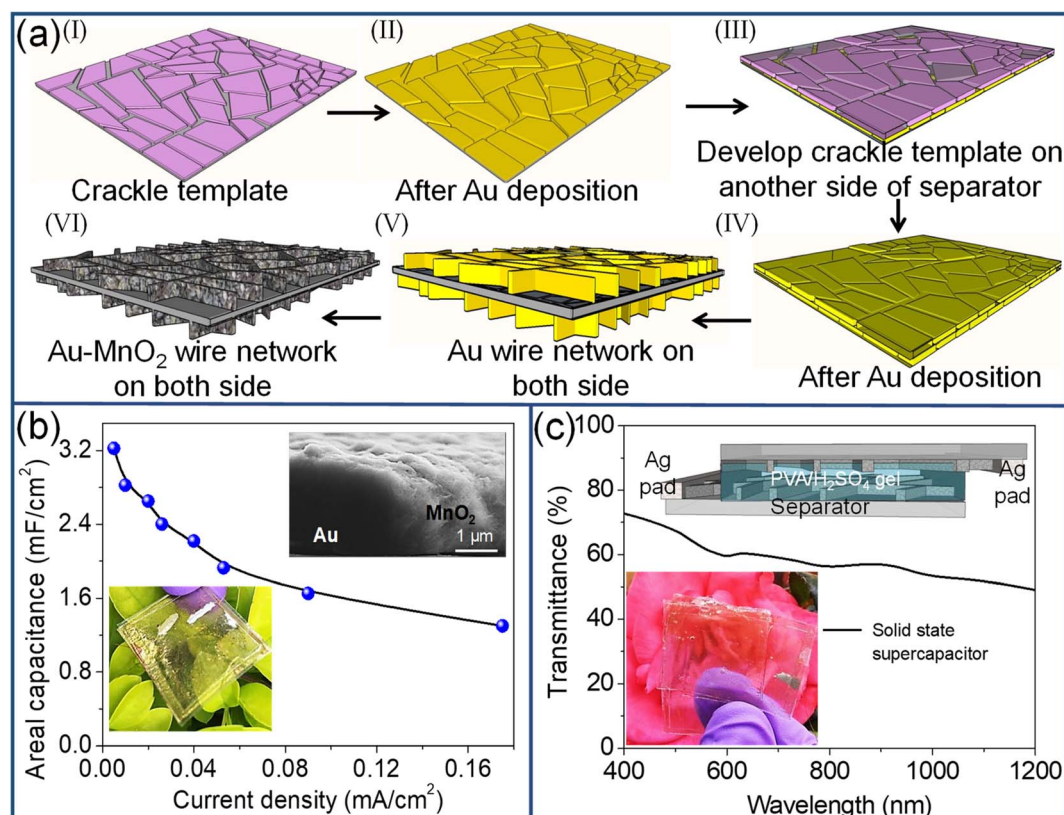 (a)
(I)
(II)
(III)
Crackle template
After Au deposition
Develop crackle template on
another side of separator
(VI)
(V)
(IV)
Au-MnO₂ wire network
on both side
Au wire network on
both side
After Au deposition
(b)
Areal capacitance (mF/cm²)
3.2
2.4
1.6
0.8
0.0
0.00
0.04
0.08
0.12
0.16
Current density (mA/cm²)
Au
MnO₂
1 µm
(c)
Transmittance (%)
100
80
60
40
20
0
400
600
800
1000
1200
Wavelength (nm)
Ag
pad
PVA/H₂SO₄ gel
Separator
Ag
pad
Solid state
supercapacitor